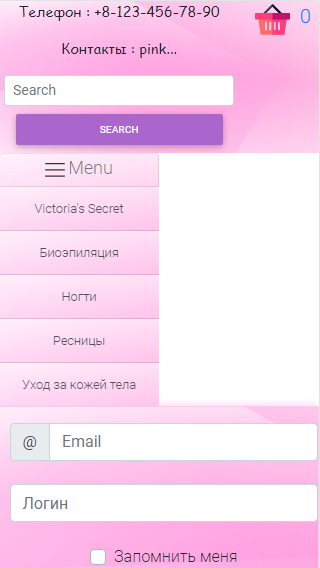 Телефон : +8-123-456-78-90
0
Контакты : pink...
Search
SEARCH
Menu
Victoria's Secret
Биоэпиляция
Ногти
Ресницы
Уход за кожей тела
@ Email
Логин
Запомнить меня